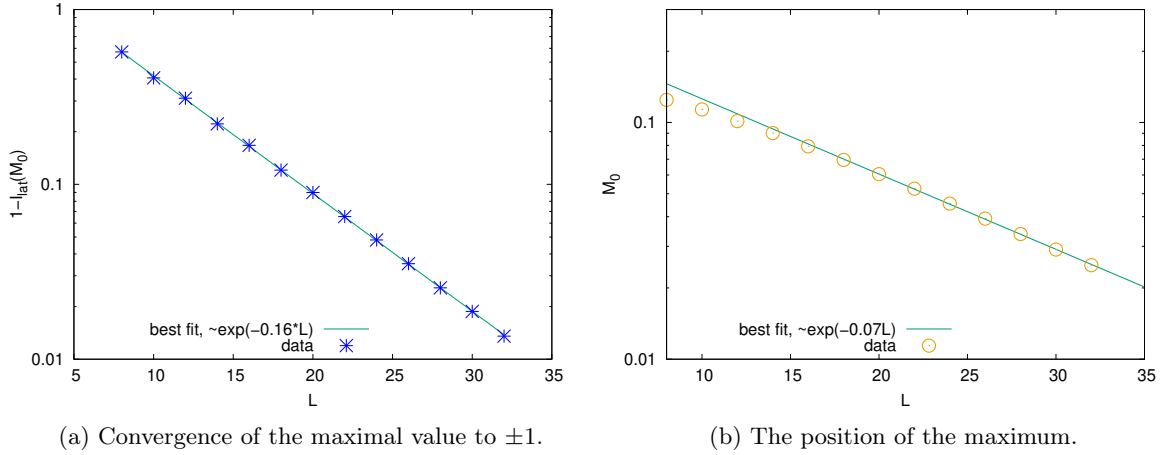 1
0.1
0.01
1-I_lat(M_0)
best fit, ~exp(-0.16*L)
data
5 10 15 20 25 30 35
L
(a) Convergence of the maximal value to ±1.
0.1
0.01
M_0
best fit, ~exp(-0.07L)
data
10 15 20 25 30 35
L
(b) The position of the maximum.